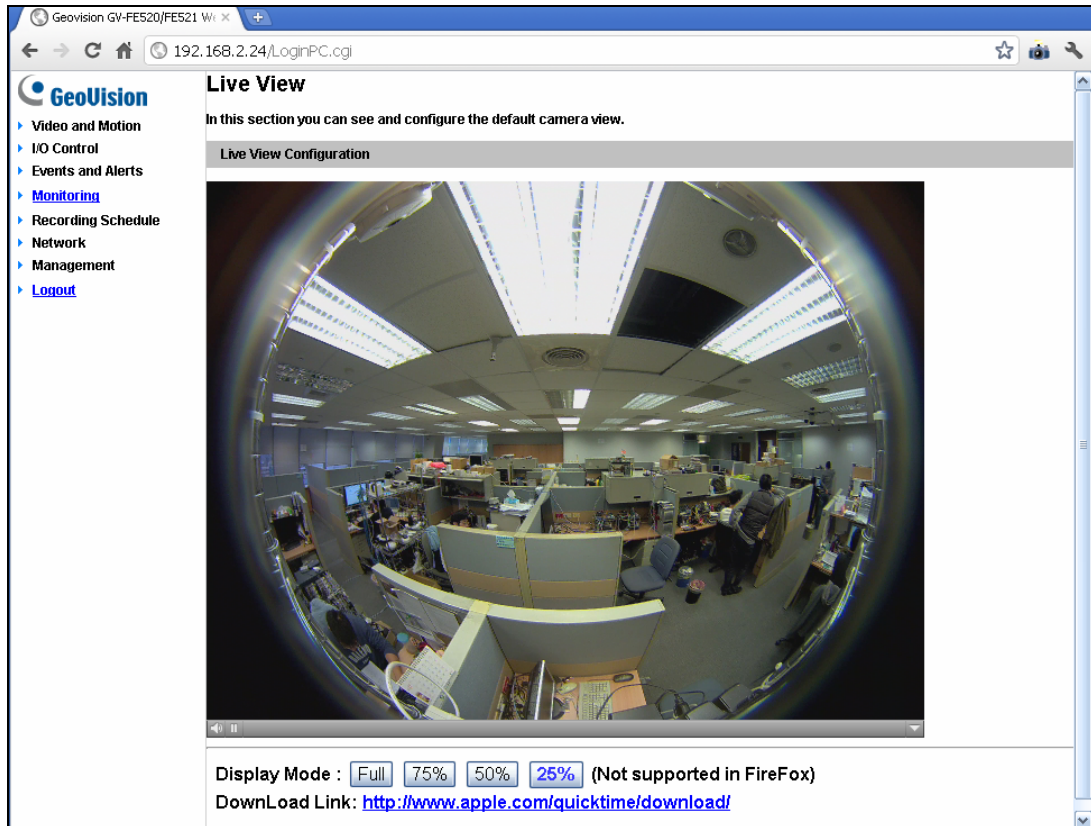 Geovision GV-FE520/FE521 We
192.168.2.24/LoginPC.cgi
GeoVision
Video and Motion
I/O Control
Events and Alerts
Monitoring
Recording Schedule
Network
Management
Logout
Live View
In this section you can see and configure the default camera view.
Live View Configuration
Display Mode : Full 75% 50% 25% (Not supported in FireFox)
DownLoad Link: http://www.apple.com/quicktime/download/